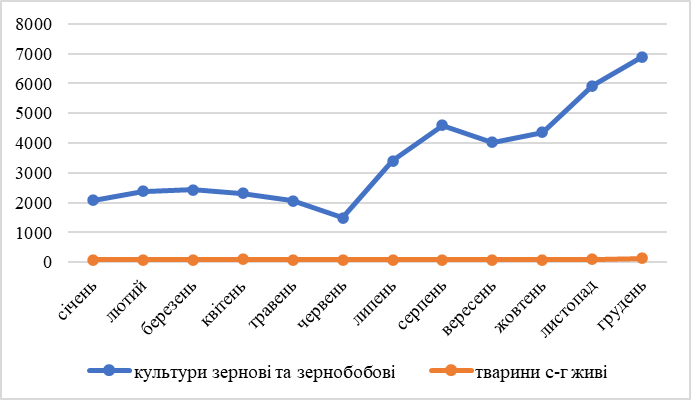 8000
7000
6000
5000
4000
3000
2000
1000
0
січень
лютий
березень
квітень
травень
червень
липень
серпень
вересень
жовтень
листопад
грудень
культури зернові та зернобобові
тварини с-г живі